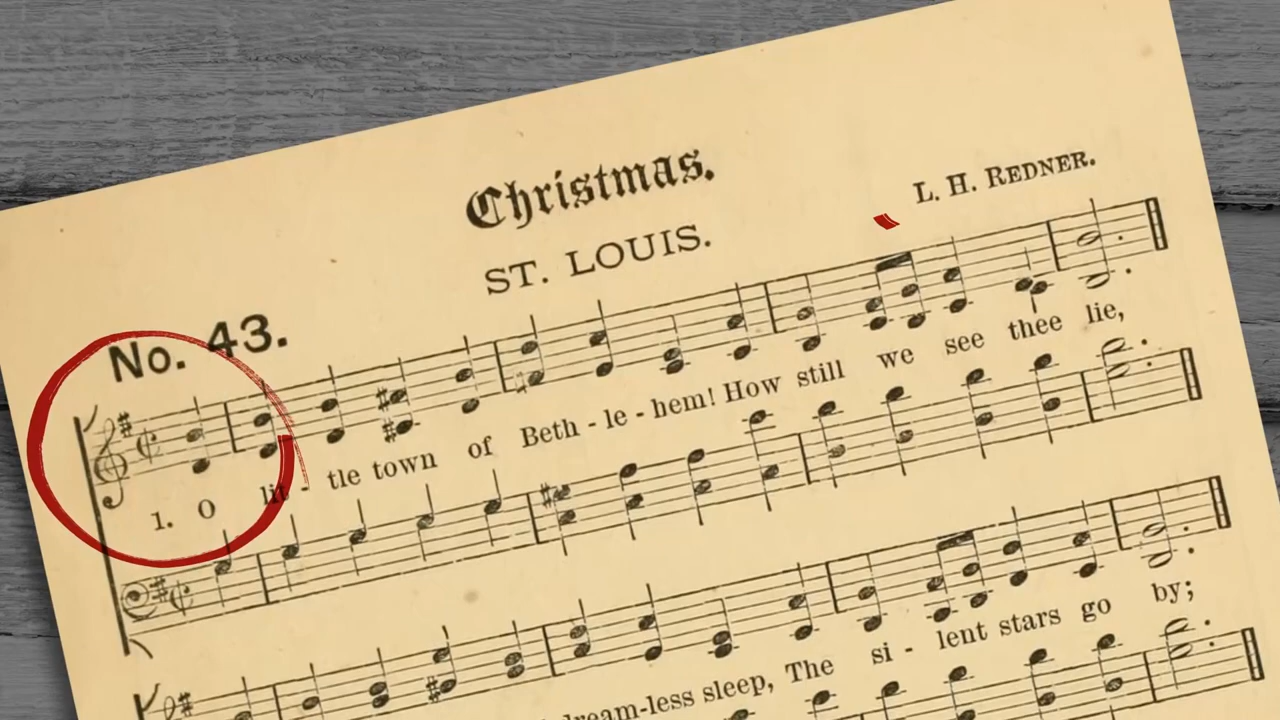 Christmas.
ST. LOUIS.
L. H. REDNER.
No. 43.
1. O lit - tle town of Beth - le - hem! How still we see thee lie,
dream-less sleep, The si - lent stars go by;